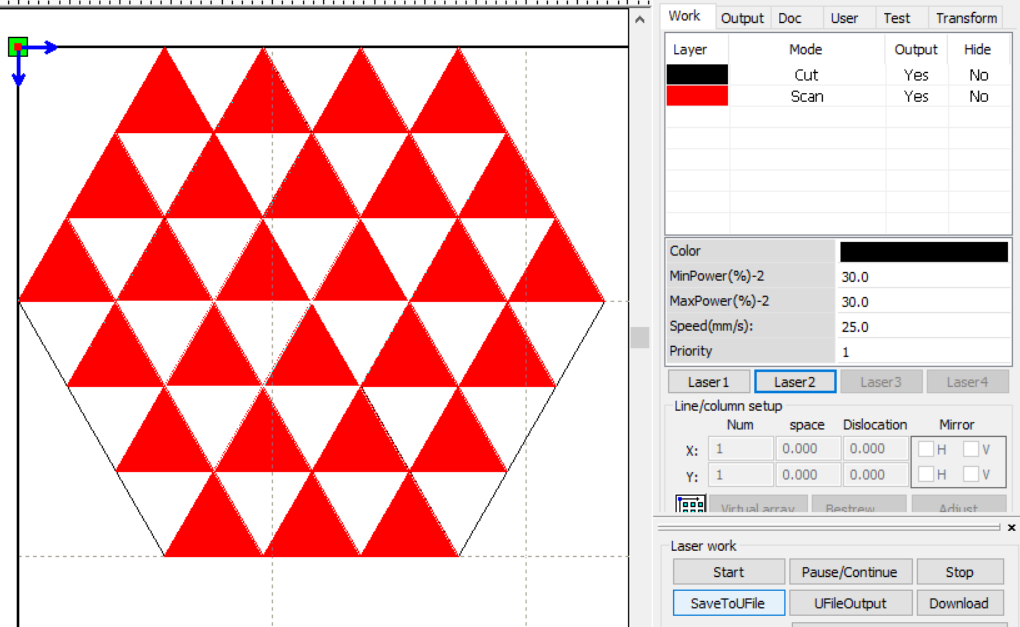 Work Output Doc User Test Transform
Layer Mode Output Hide
Cut Yes No
Scan Yes No
Color
MinPower(%)-2 30.0
MaxPower(%)-2 30.0
Speed(mm/s): 25.0
Priority 1
Laser1 Laser2 Laser3 Laser4
Line/column setup
Num space Dislocation Mirror
X: 1 0.000 0.000 H V
Y: 1 0.000 0.000 H V
Virtual array Bestrew Adjust
Laser work
Start Pause/Continue Stop
SaveToUFile UFileOutput Download